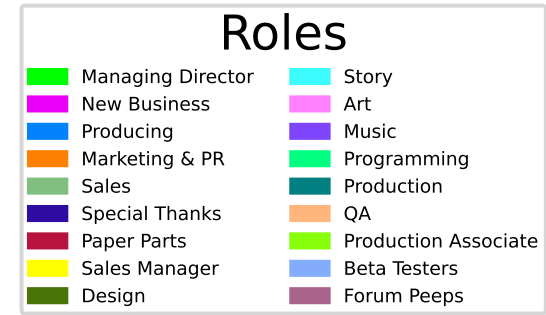 Roles
Managing Director
New Business
Producing
Marketing & PR
Sales
Special Thanks
Paper Parts
Sales Manager
Design
Story
Art
Music
Programming
Production
QA
Production Associate
Beta Testers
Forum Peeps